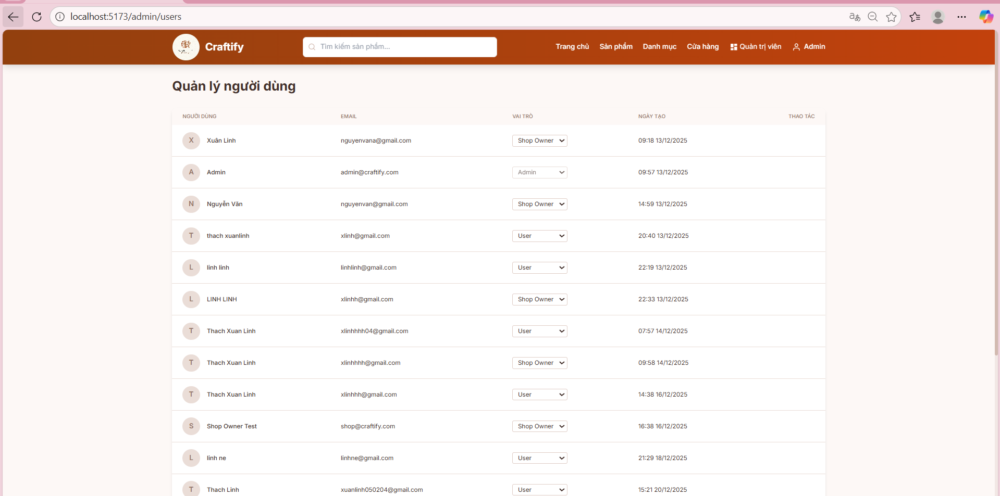 localhost:5173/admin/users
Craftify
Tìm kiếm sản phẩm...
Trang chủ Sản phẩm Danh mục Cửa hàng Quản trị viên Admin
Quản lý người dùng
NGƯỜI DÙNG EMAIL VAI TRÒ NGÀY TẠO THAO TÁC
X Xuân Linh nguyenvana@gmail.com Shop Owner 09:18 13/12/2025
A Admin admin@craftify.com Admin 09:57 13/12/2025
N Nguyễn Văn nguyenvan@gmail.com Shop Owner 14:59 13/12/2025
T thach xuanlinh xlinh@gmail.com User 20:40 13/12/2025
L linh linh linhlinh@gmail.com User 22:19 13/12/2025
L LINH LINH xlinhh@gmail.com Shop Owner 22:33 13/12/2025
T Thach Xuan Linh xlinhhhh04@gmail.com User 07:57 14/12/2025
T Thach Xuan Linh xlinhhhh@gmail.com Shop Owner 09:58 14/12/2025
T Thach Xuan Linh xlinhhh@gmail.com User 14:38 16/12/2025
S Shop Owner Test shop@craftify.com Shop Owner 16:38 16/12/2025
L linh ne linhne@gmail.com User 21:29 18/12/2025
T Thach Linh xuanlinh050204@gmail.com User 15:21 20/12/2025